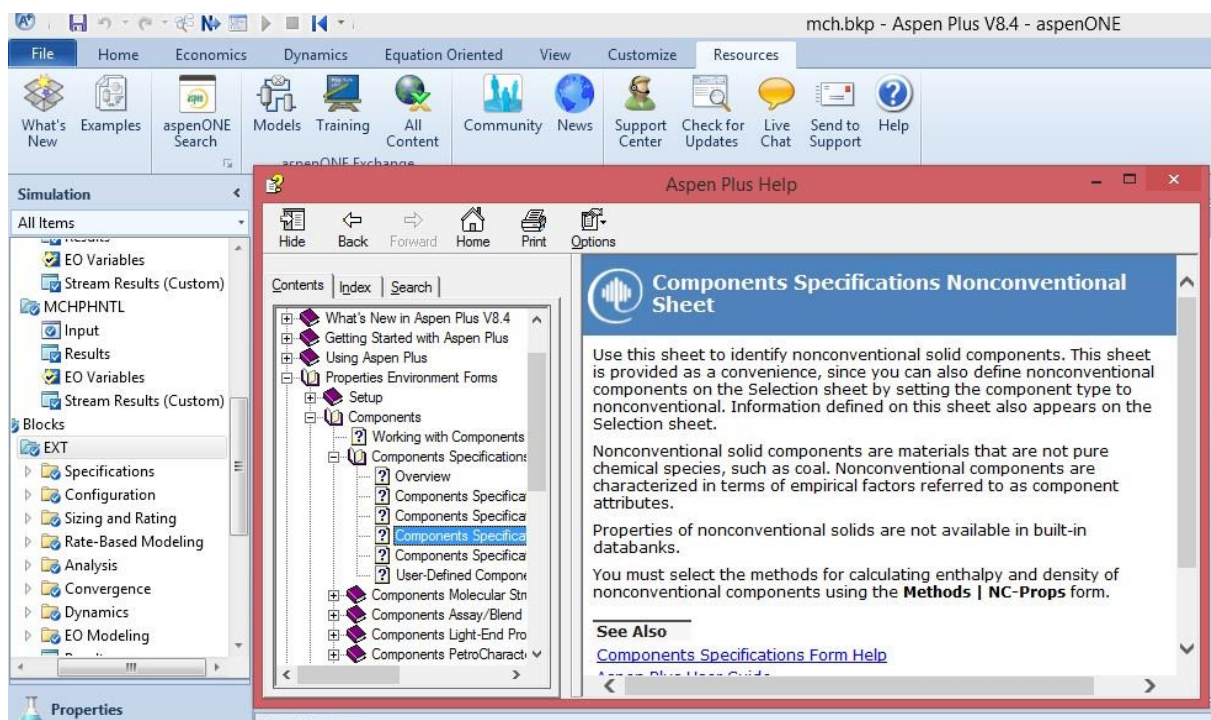 mch.bkp - Aspen Plus V8.4 - aspenONE
File Home Economics Dynamics Equation Oriented View Customize Resources
What's New
Examples
aspenONE Search
Models
Training
All Content
Community
News
Support Center
Check for Updates
Live Chat
Send to Support
Help
aspenONE Exchange
Simulation
All Items
Results
EO Variables
Stream Results (Custom)
MCHPHNTL
Input
Results
EO Variables
Stream Results (Custom)
Blocks
EXT
Specifications
Configuration
Sizing and Rating
Rate-Based Modeling
Analysis
Convergence
Dynamics
EO Modeling
Properties
Aspen Plus Help
Hide Back Forward Home Print Options
Contents Index Search
What's New in Aspen Plus V8.4
Getting Started with Aspen Plus
Using Aspen Plus
Properties Environment Forms
Setup
Components
Working with Components
Components Specifications
Overview
Components Specifica
Components Specifica
Components Specifica
Components Specifica
User-Defined Compone
Components Molecular Str
Components Assay/Blend
Components Light-End Pro
Components PetroCharact
Components Specifications Nonconventional
Sheet
Use this sheet to identify nonconventional solid components. This sheet
is provided as a convenience, since you can also define nonconventional
components on the Selection sheet by setting the component type to
nonconventional. Information defined on this sheet also appears on the
Selection sheet.
Nonconventional solid components are materials that are not pure
chemical species, such as coal. Nonconventional components are
characterized in terms of empirical factors referred to as component
attributes.
Properties of nonconventional solids are not available in built-in
databanks.
You must select the methods for calculating enthalpy and density of
nonconventional components using the Methods | NC-Props form.
See Also
Components Specifications Form Help
Aspen Plus User Guide